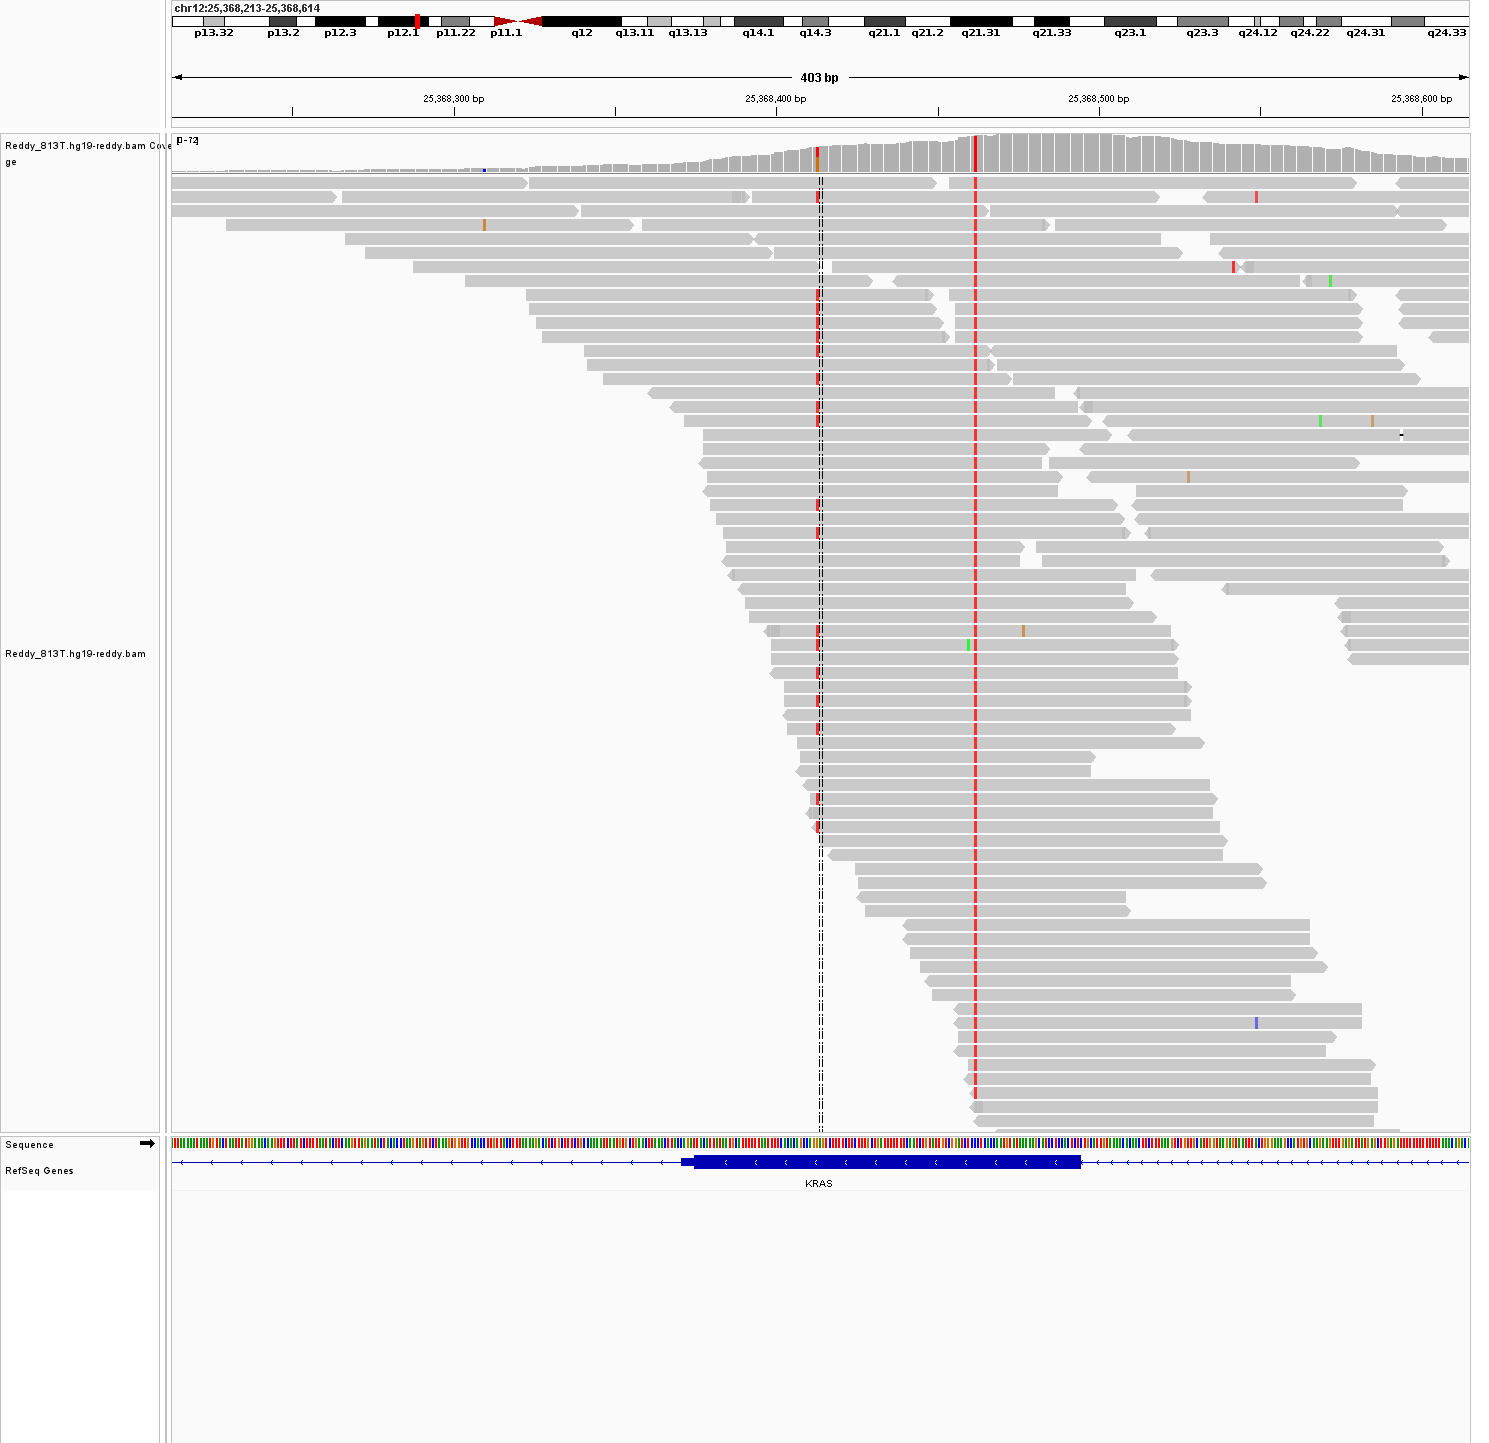 chr12:25,368,213-25,368,614
p13.32 p13.2 p12.3 p12.1 p11.22 p11.1 q12 q13.11 q13.13 q14.1 q14.3 q21.1 q21.2 q21.31 q21.33 q23.1 q23.3 q24.12 q24.22 q24.31 q24.33
403 bp
25,368,300 bp 25,368,400 bp 25,368,500 bp 25,368,600 bp
[0-72]
Reddy_813T.hg19-reddy.bam Cove
ge
Reddy_813T.hg19-reddy.bam
Sequence
RefSeq Genes
KRAS